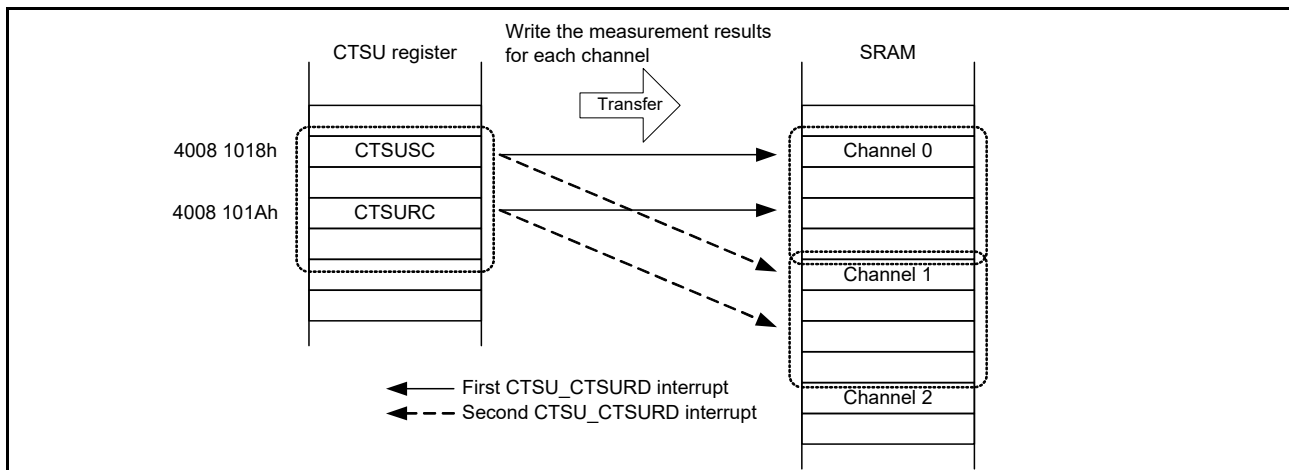 Write the measurement results
for each channel
CTSU register
SRAM
Transfer
4008 1018h
CTSUSC
Channel 0
4008 101Ah
CTSURC
Channel 1
First CTSU_CTSURD interrupt
Second CTSU_CTSURD interrupt
Channel 2